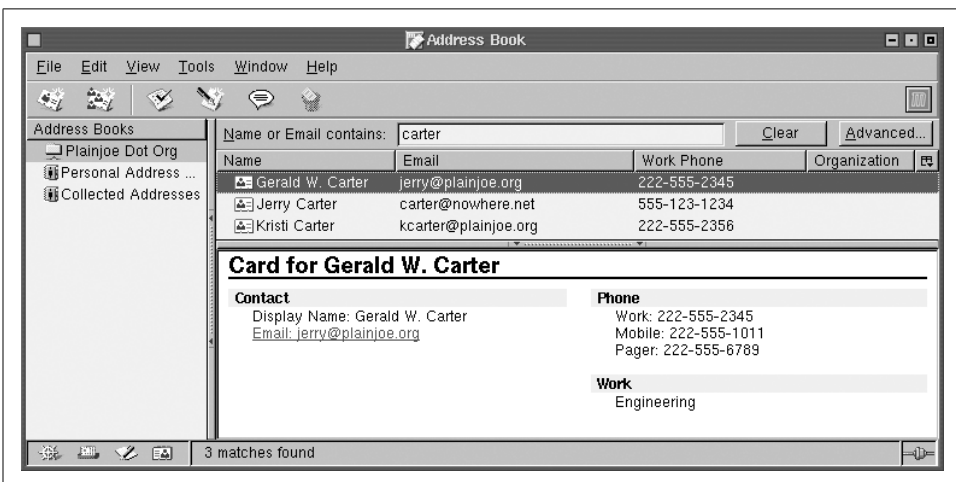 Address Book
File Edit View Tools Window Help
Address Books
Plainjoe Dot Org
Personal Address ...
Collected Addresses
Name or Email contains: carter Clear Advanced...
Name Email Work Phone Organization
Gerald W. Carter jerry@plainjoe.org 222-555-2345
Jerry Carter carter@nowhere.net 555-123-1234
Kristi Carter kcarter@plainjoe.org 222-555-2356
Card for Gerald W. Carter
Contact
Display Name: Gerald W. Carter
Email: jerry@plainjoe.org
Phone
Work: 222-555-2345
Mobile: 222-555-1011
Pager: 222-555-6789
Work
Engineering
3 matches found